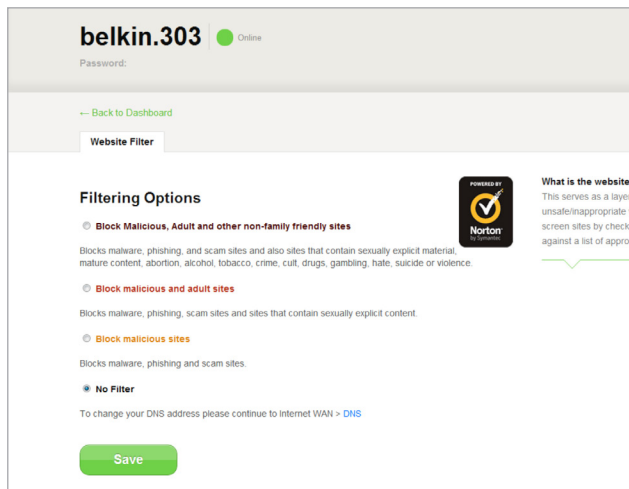 belkin.303
Online
Password:
← Back to Dashboard
Website Filter
Filtering Options
Block Malicious, Adult and other non-family friendly sites
Blocks malware, phishing, and scam sites and also sites that contain sexually explicit material,
mature content, abortion, alcohol, tobacco, crime, cult, drugs, gambling, hate, suicide or violence.
Block malicious and adult sites
Blocks malware, phishing, scam sites and sites that contain sexually explicit content.
Block malicious sites
Blocks malware, phishing and scam sites.
No Filter
To change your DNS address please continue to Internet WAN > DNS
Save
POWERED BY
Norton
by Symantec
What is the website
This serves as a laye
unsafe/inappropriate
screen sites by check
against a list of appro